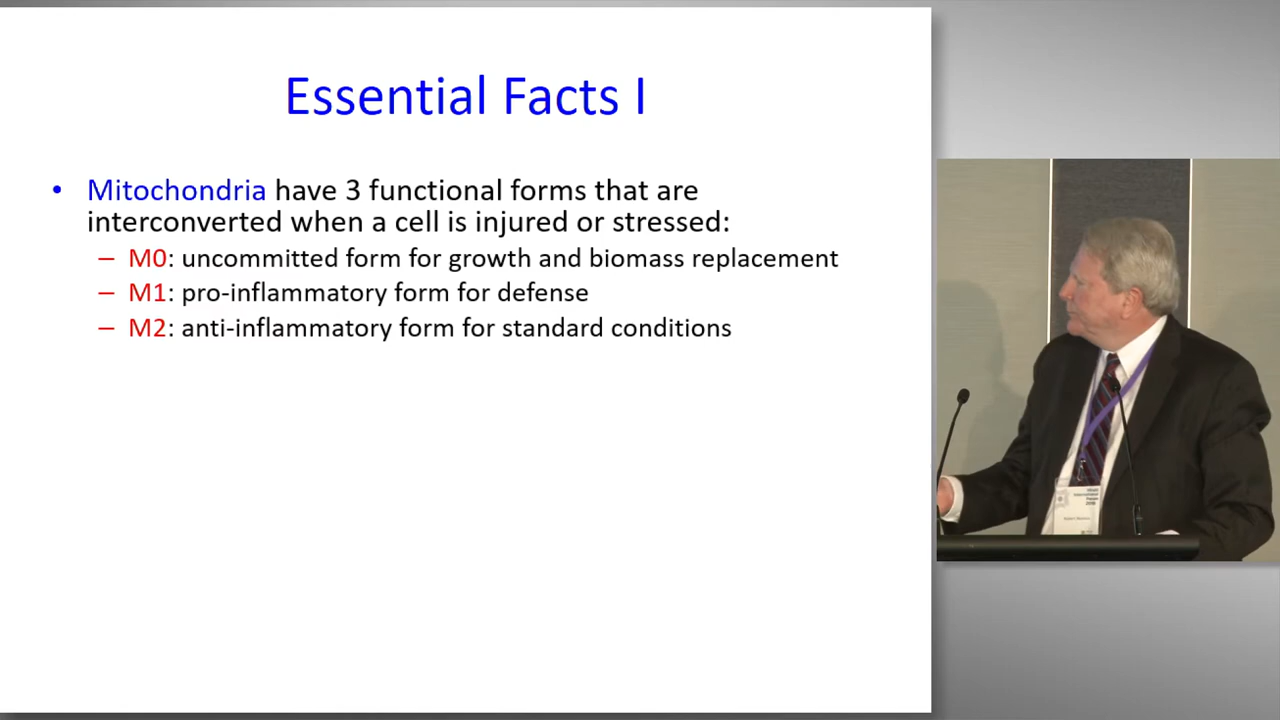 Essential Facts I
• Mitochondria have 3 functional forms that are
interconverted when a cell is injured or stressed:
– M0: uncommitted form for growth and biomass replacement
– M1: pro-inflammatory form for defense
– M2: anti-inflammatory form for standard conditions
International